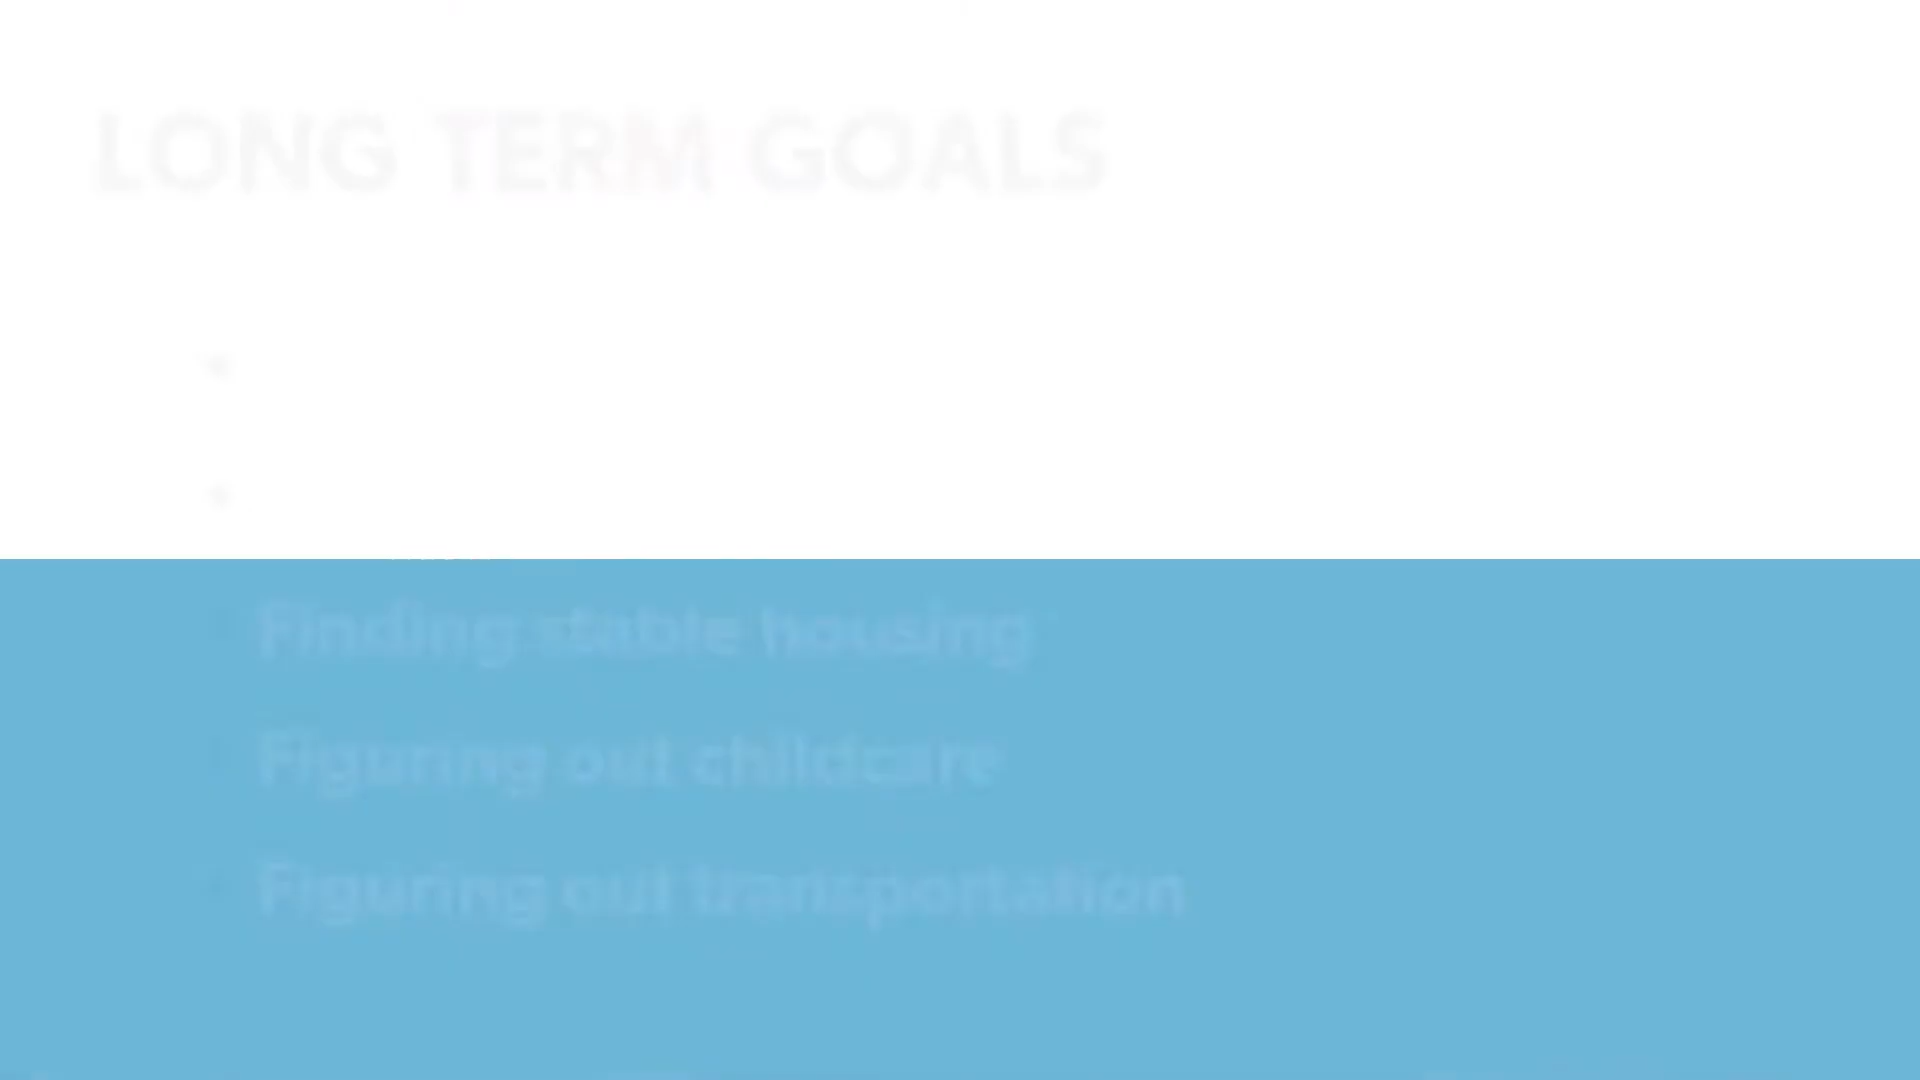 LONG TERM GOALS
Finding stable housing
Figuring out childcare
Figuring out transportation